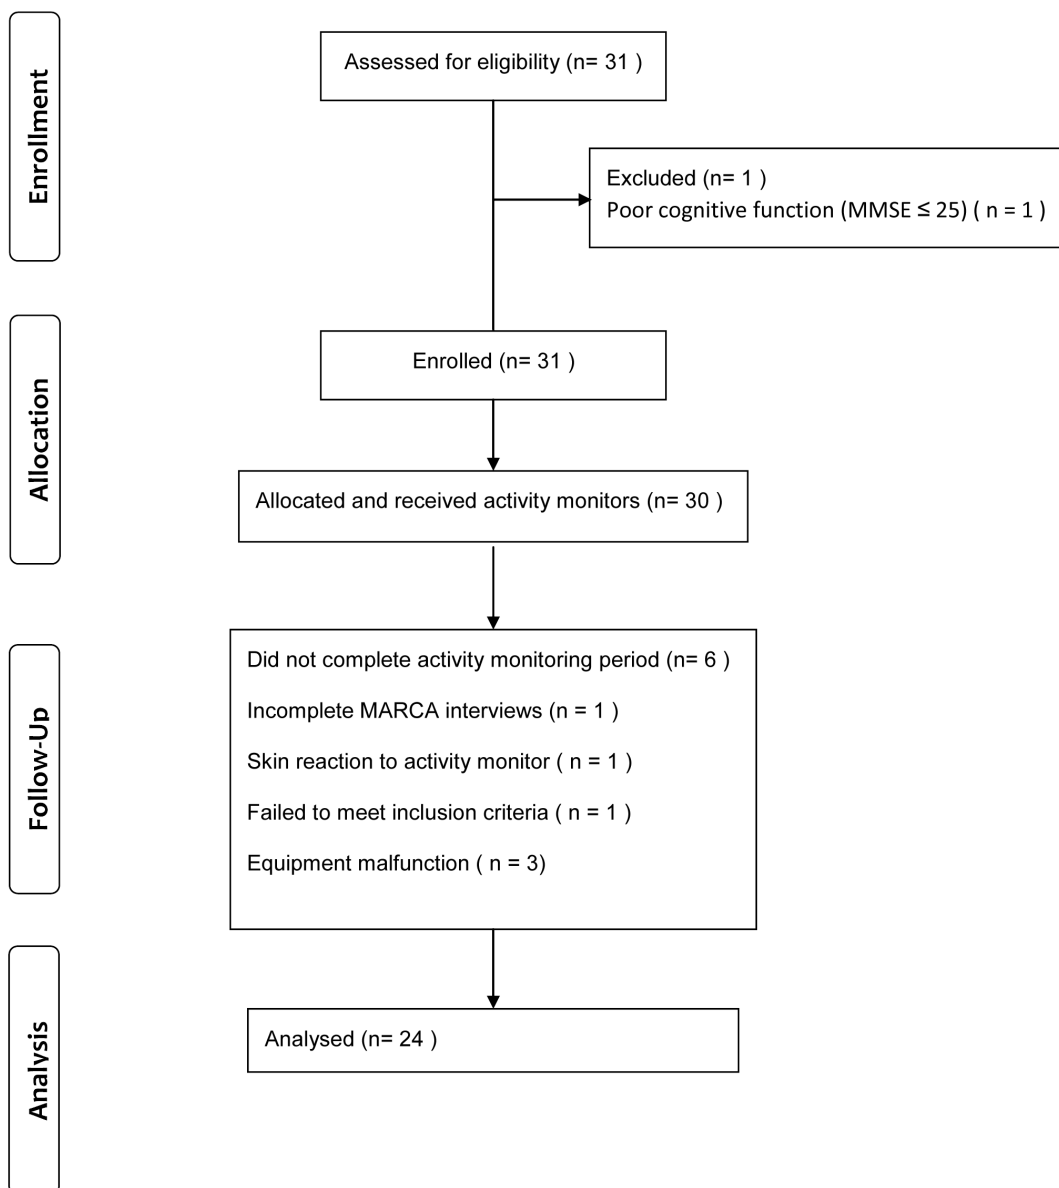 Enrollment
Assessed for eligibility (n= 31 )
Excluded (n= 1 )
Poor cognitive function (MMSE ≤ 25) ( n = 1 )
Allocation
Enrolled (n= 31 )
Allocated and received activity monitors (n= 30 )
Follow-Up
Did not complete activity monitoring period (n= 6 )
Incomplete MARCA interviews (n = 1 )
Skin reaction to activity monitor ( n = 1 )
Failed to meet inclusion criteria ( n = 1 )
Equipment malfunction ( n = 3)
Analysis
Analysed (n= 24 )